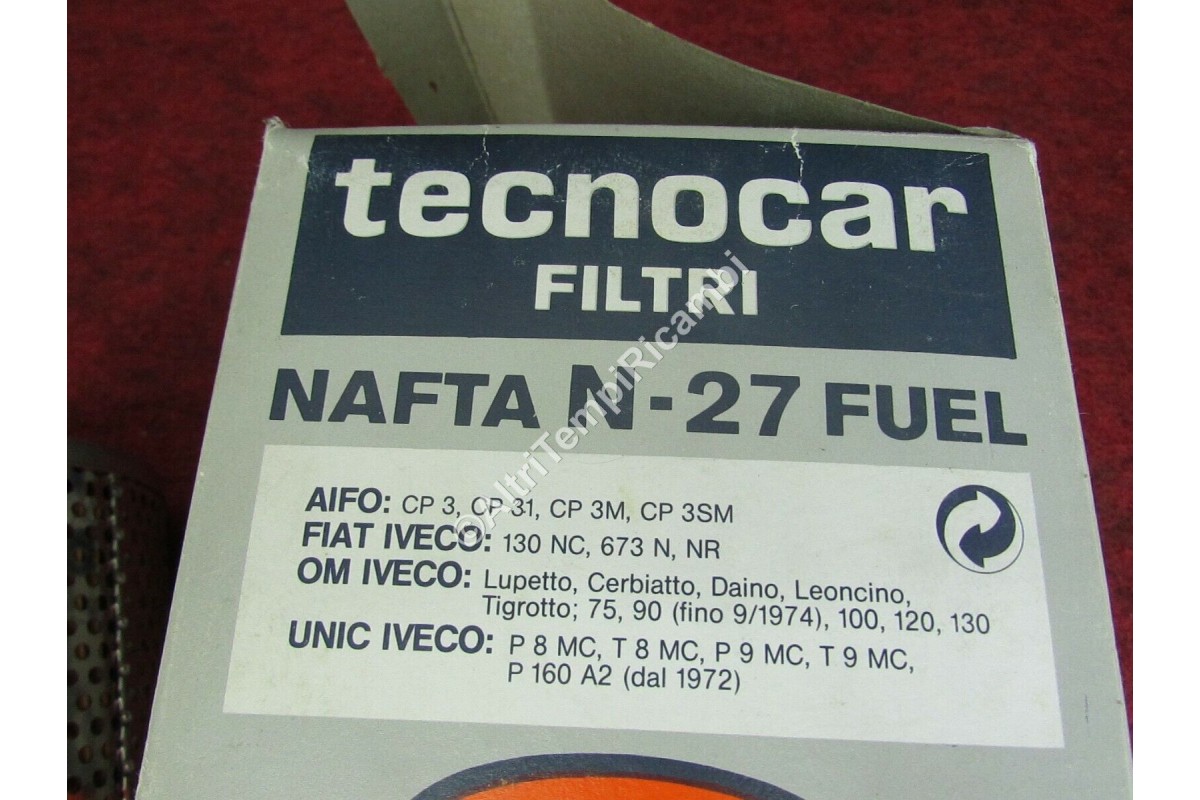 tecnocar
FILTRI
NAFTA N-27 FUEL
AIFO: CP 3, CP 31, CP 3M, CP 3SM
FIAT IVECO: 130 NC, 673 N, NR
OM IVECO: Lupetto, Cerbiatto, Daino, Leoncino,
Tigrotto; 75, 90 (fino 9/1974), 100, 120, 130
UNIC IVECO: P 8 MC, T 8 MC, P 9 MC, T 9 MC,
P 160 A2 (dal 1972)
©AltriTempiRicambi